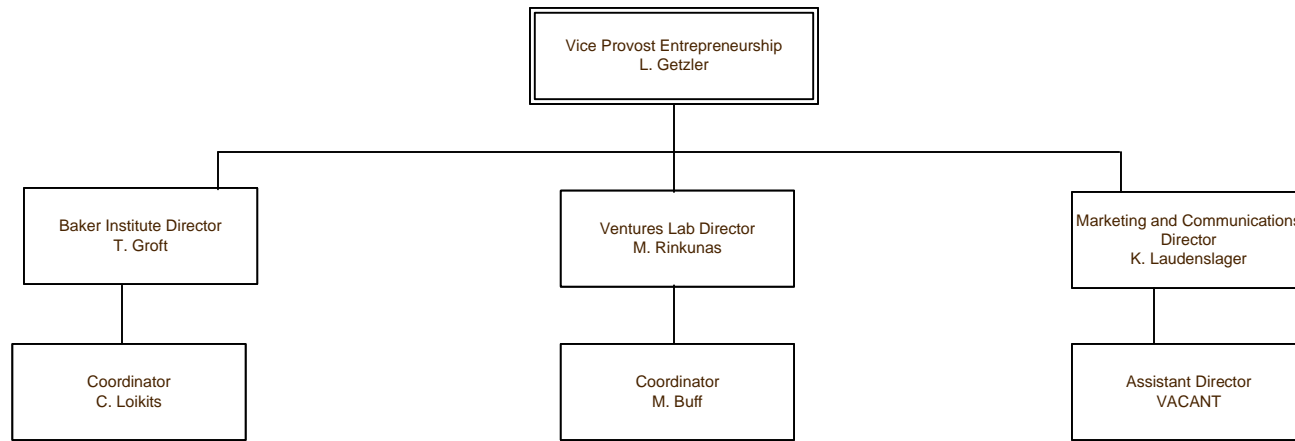 Vice Provost Entrepreneurship
L. Getzler
Baker Institute Director
T. Groft
Ventures Lab Director
M. Rinkunas
Marketing and Communications
Director
K. Laudenslager
Coordinator
C. Loikits
Coordinator
M. Buff
Assistant Director
VACANT